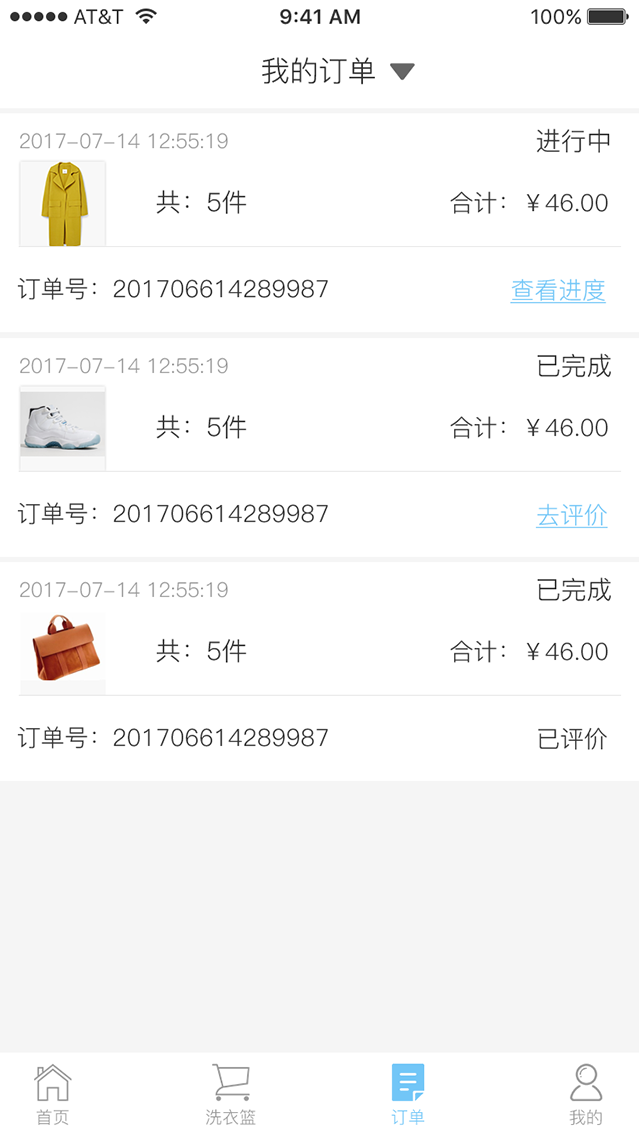 AT&T 9:41 AM 100%
我的订单
2017-07-14 12:55:19 进行中
共：5件 合计：￥46.00
订单号：201706614289987 查看进度
2017-07-14 12:55:19 已完成
共：5件 合计：￥46.00
订单号：201706614289987 去评价
2017-07-14 12:55:19 已完成
共：5件 合计：￥46.00
订单号：201706614289987 已评价
首页 洗衣篮 订单 我的